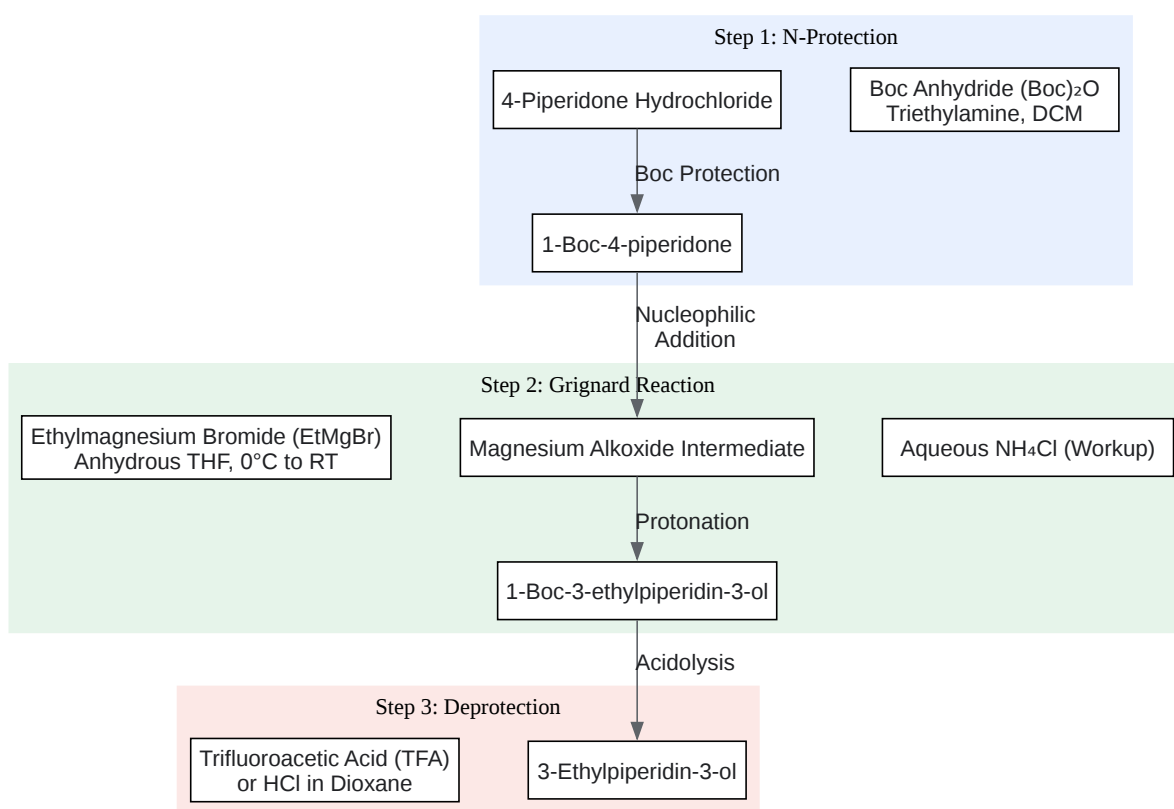 Step 1: N-Protection
4-Piperidone Hydrochloride
Boc Anhydride (Boc)₂O
Triethylamine, DCM
Boc Protection
1-Boc-4-piperidone
Nucleophilic
Addition
Step 2: Grignard Reaction
Ethylmagnesium Bromide (EtMgBr)
Anhydrous THF, 0°C to RT
Magnesium Alkoxide Intermediate
Aqueous NH₄Cl (Workup)
Protonation
1-Boc-3-ethylpiperidin-3-ol
Acidolysis
Step 3: Deprotection
Trifluoroacetic Acid (TFA)
or HCl in Dioxane
3-Ethylpiperidin-3-ol